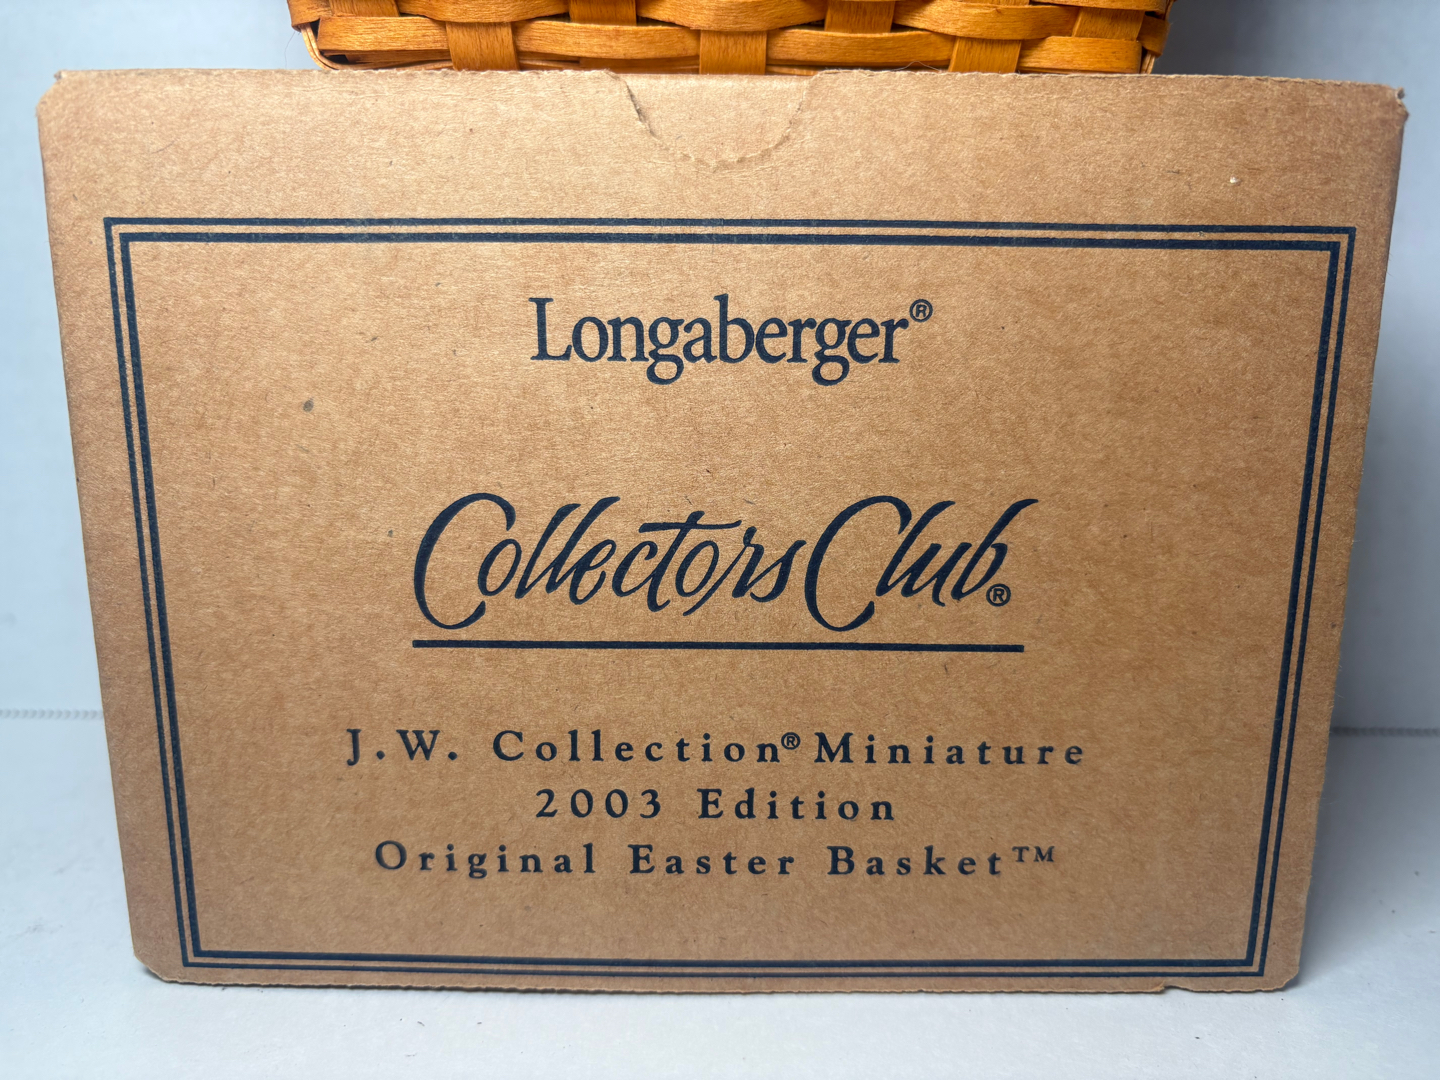 Longaberger®
Collectors Club®
J.W. Collection® Miniature
2003 Edition
Original Easter Basket™